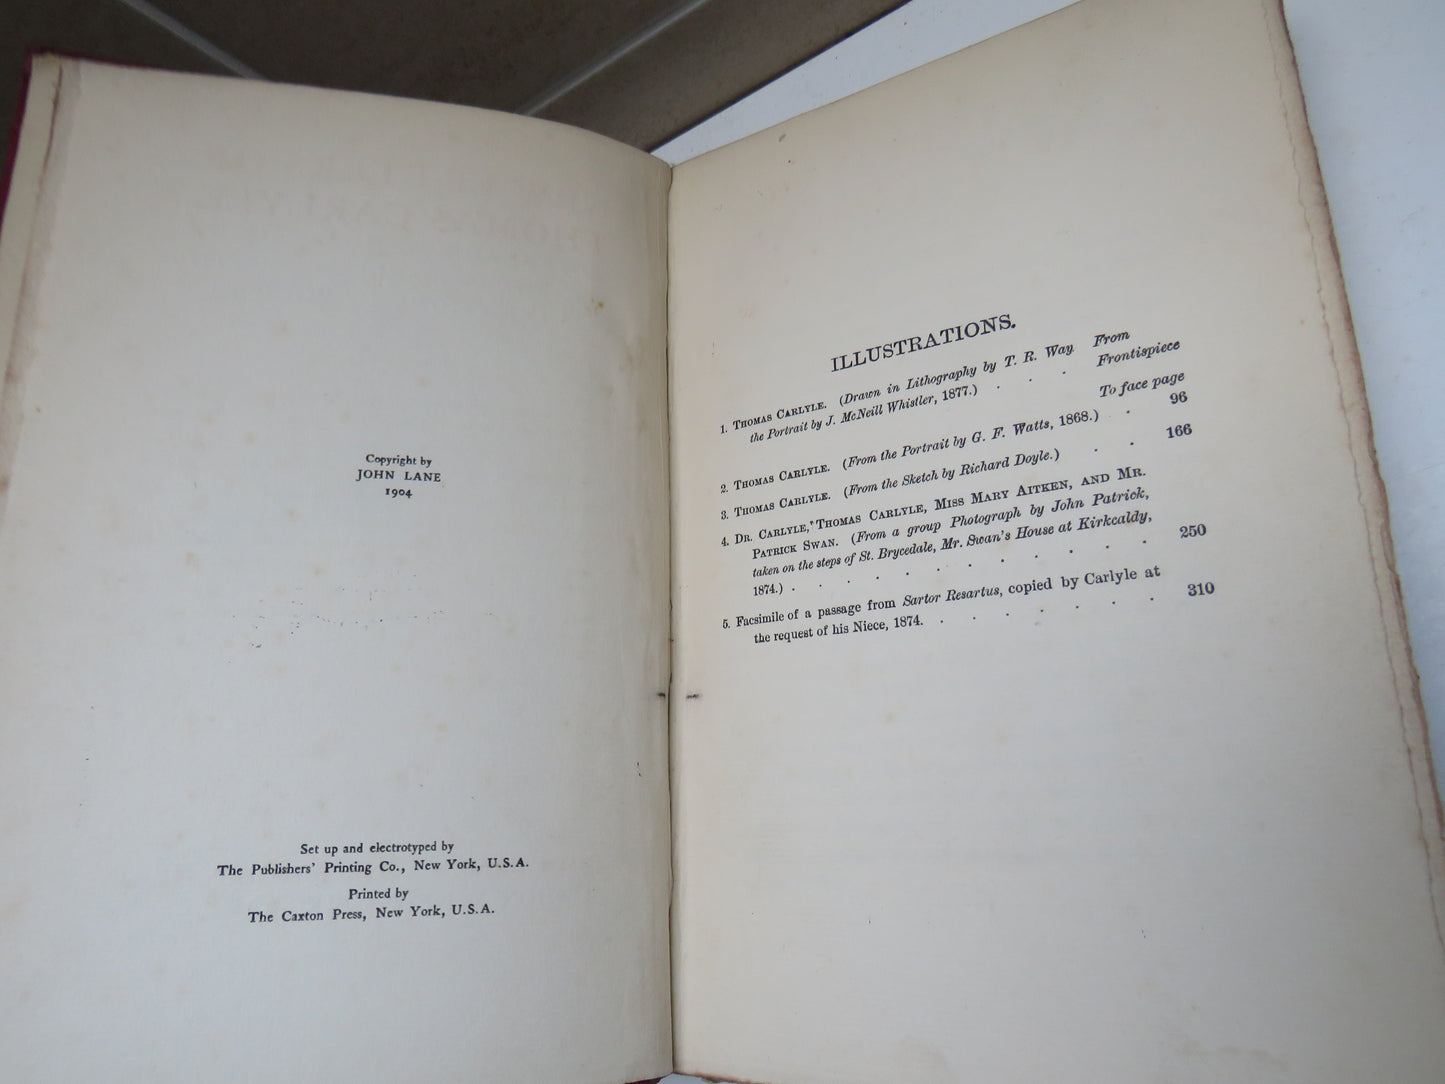 Copyright by
JOHN LANE
1904
Set up and electrotyped by
The Publishers' Printing Co., New York, U.S.A.
Printed by
The Caxton Press, New York, U.S.A.
ILLUSTRATIONS.
1. THOMAS CARLYLE. (Drawn in Lithography by T. R. Way From
the Portrait by J. McNeill Whistler, 1877.) . . . Frontispiece
To face page
2. THOMAS CARLYLE. (From the Portrait by G. F. Watts, 1868.) . 96
3. THOMAS CARLYLE. (From the Sketch by Richard Doyle.) . . 166
4. DR. CARLYLE, THOMAS CARLYLE, MISS MARY AITKEN, AND MR.
PATRICK SWAN. (From a group Photograph by John Patrick,
taken on the steps of St. Brycedale, Mr. Swan's House at Kirkcaldy,
1874.) . . . . . . . . . . . . . 250
5. Facsimile of a passage from Sartor Resartus, copied by Carlyle at
the request of his Niece, 1874. . . . . . . . 310